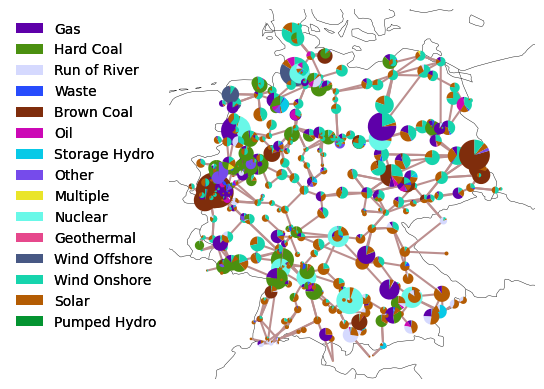 Gas
Hard Coal
Run of River
Waste
Brown Coal
Oil
Storage Hydro
Other
Multiple
Nuclear
Geothermal
Wind Offshore
Wind Onshore
Solar
Pumped Hydro